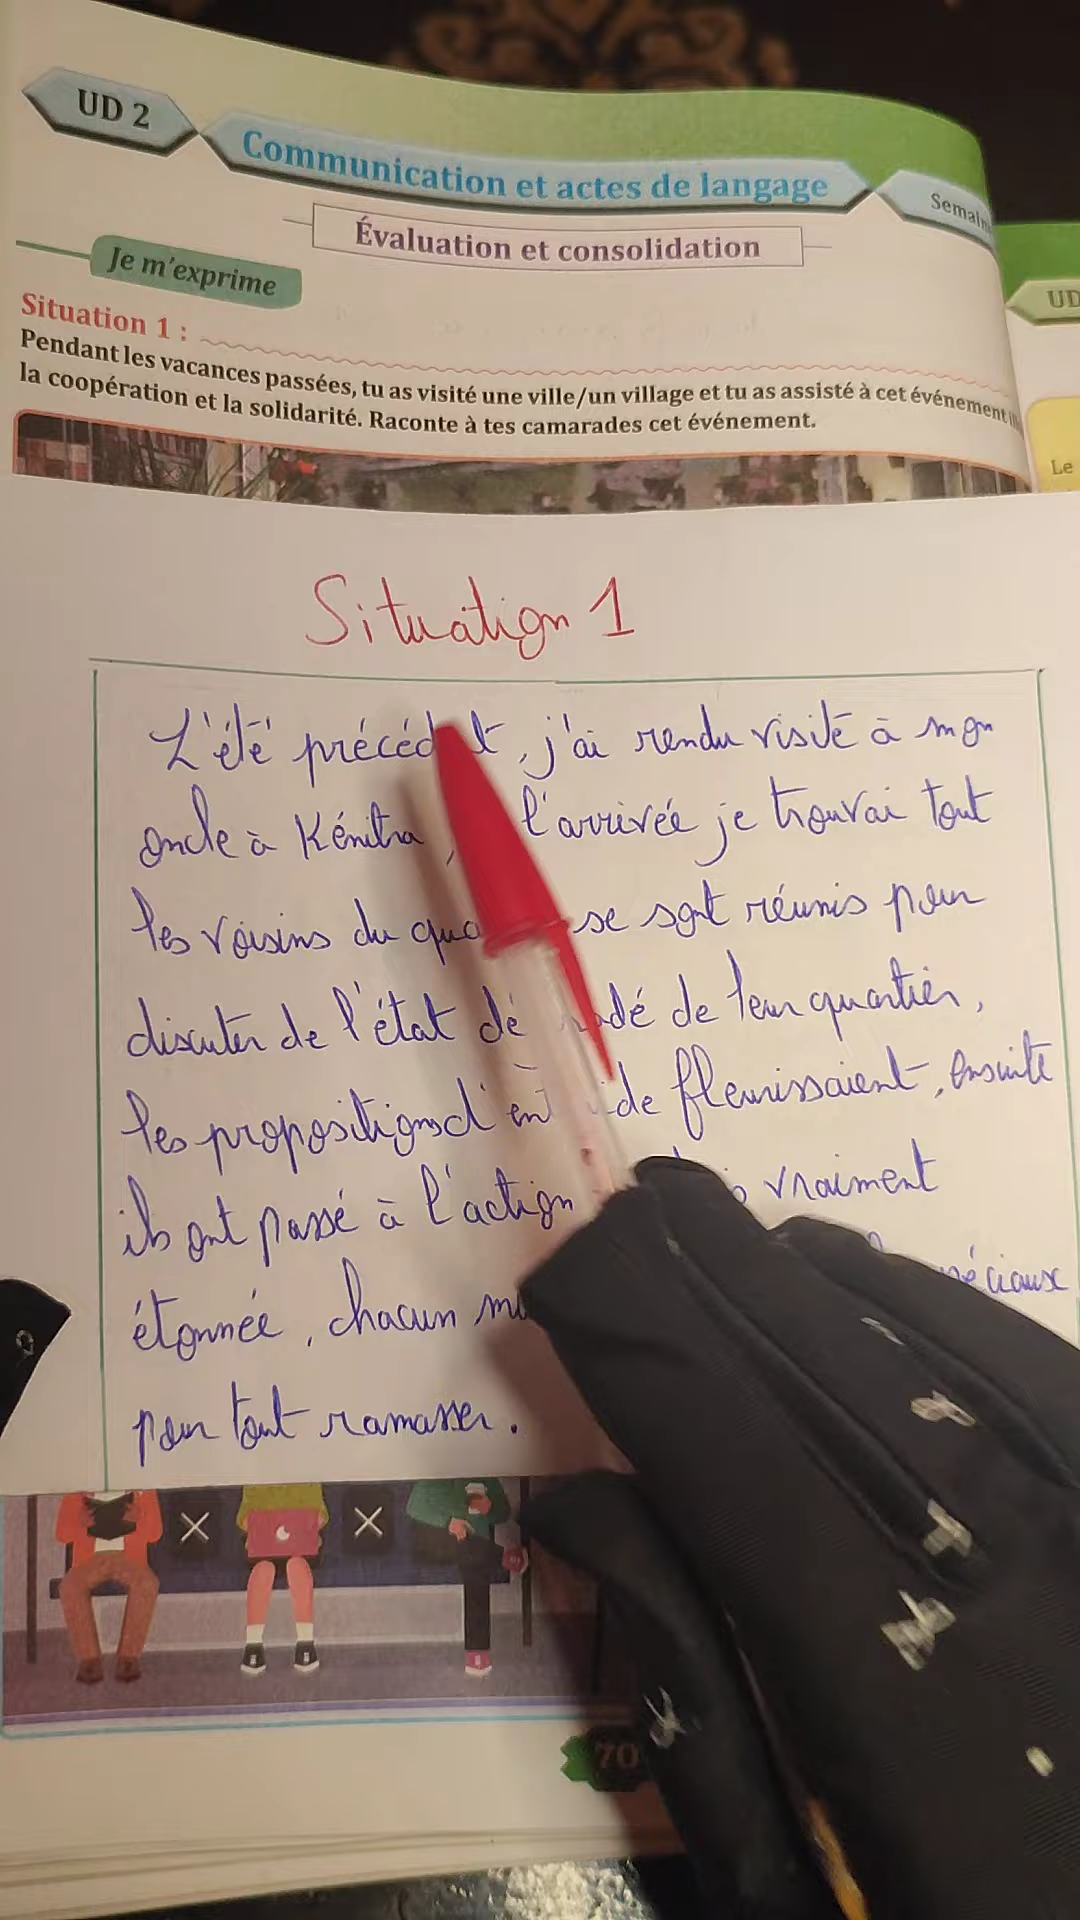 UD 2
Communication et actes de langage
Semain
Évaluation et consolidation
Je m'exprime
UD
Situation 1 :
Pendant les vacances passées, tu as visité une ville/un village et tu as assisté à cet événement
la coopération et la solidarité. Raconte à tes camarades cet événement.
Le
Situation 1
L'été , j'ai rendu visite à mon
oncle à Kénitra, l'arrivée je trouvai tout
les voisins du se sont réunis pour
discuter de l'état de leur quartier,
les propositions d' fleurissaient, ensuite
ils ont passé à l'action vraiment
étonnée, chacun
pour tout ramasser.
70